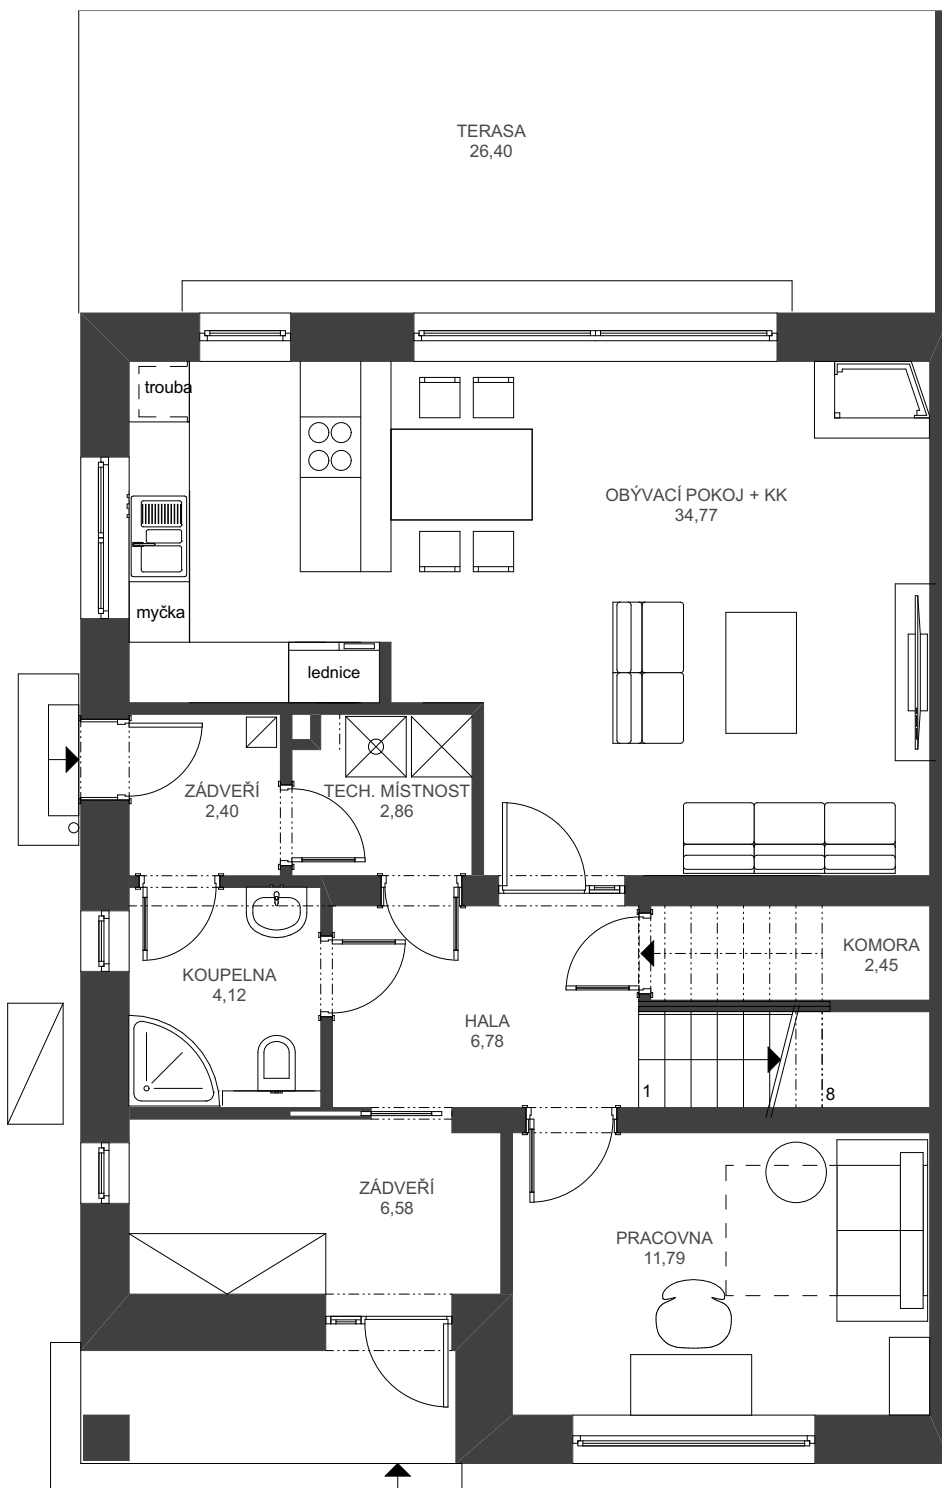 TERASA
26,40
trouba
OBÝVACÍ POKOJ + KK
34,77
myčka
lednice
ZÁDVEŘÍ
2,40
TECH. MÍSTNOST
2,86
KOUPELNA
4,12
KOMORA
2,45
HALA
6,78
1
8
ZÁDVEŘÍ
6,58
PRACOVNA
11,79